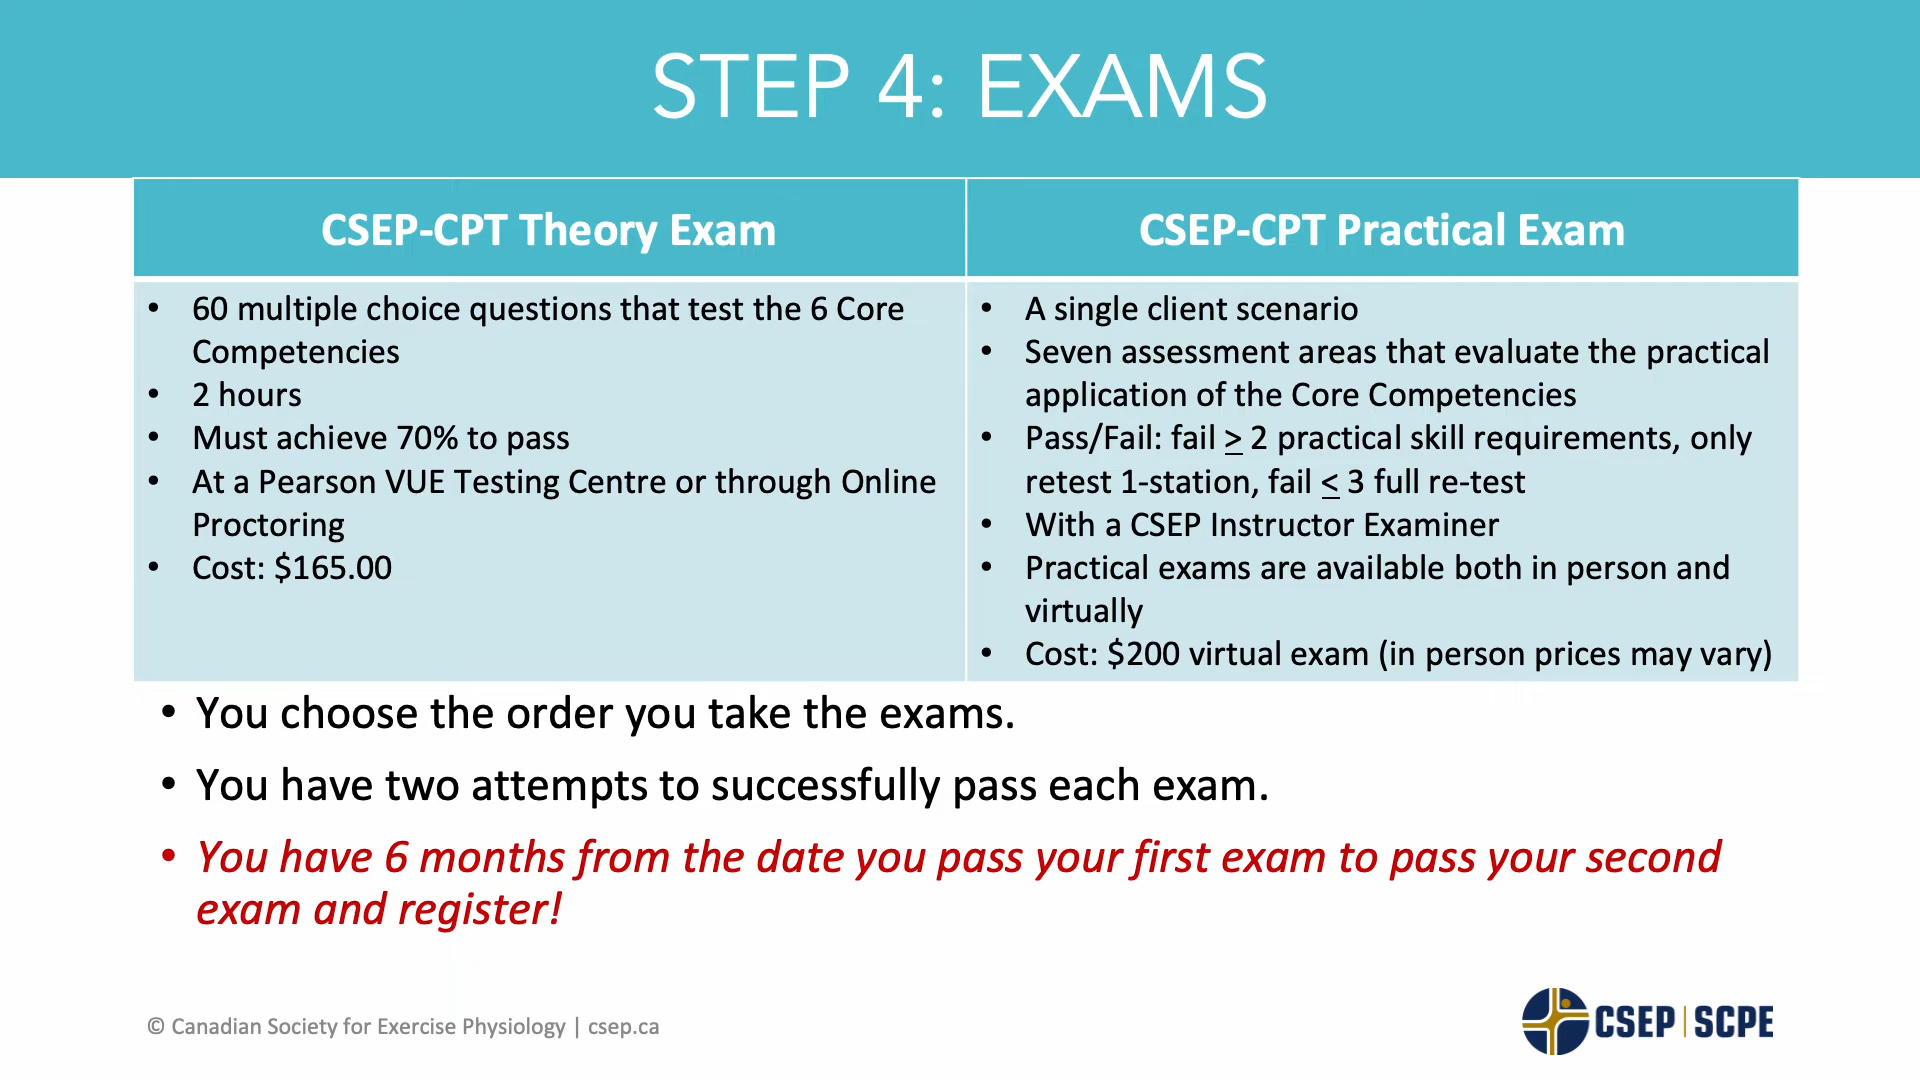 STEP 4: EXAMS
CSEP-CPT Theory Exam
• 60 multiple choice questions that test the 6 Core
Competencies
• 2 hours
• Must achieve 70% to pass
• At a Pearson VUE Testing Centre or through Online
Proctoring
• Cost: $165.00
CSEP-CPT Practical Exam
• A single client scenario
• Seven assessment areas that evaluate the practical
application of the Core Competencies
• Pass/Fail: fail ≥ 2 practical skill requirements, only
retest 1-station, fail ≤ 3 full re-test
• With a CSEP Instructor Examiner
• Practical exams are available both in person and
virtually
• Cost: $200 virtual exam (in person prices may vary)
• You choose the order you take the exams.
• You have two attempts to successfully pass each exam.
• You have 6 months from the date you pass your first exam to pass your second
exam and register!
© Canadian Society for Exercise Physiology | csep.ca
CSEP | SCPE